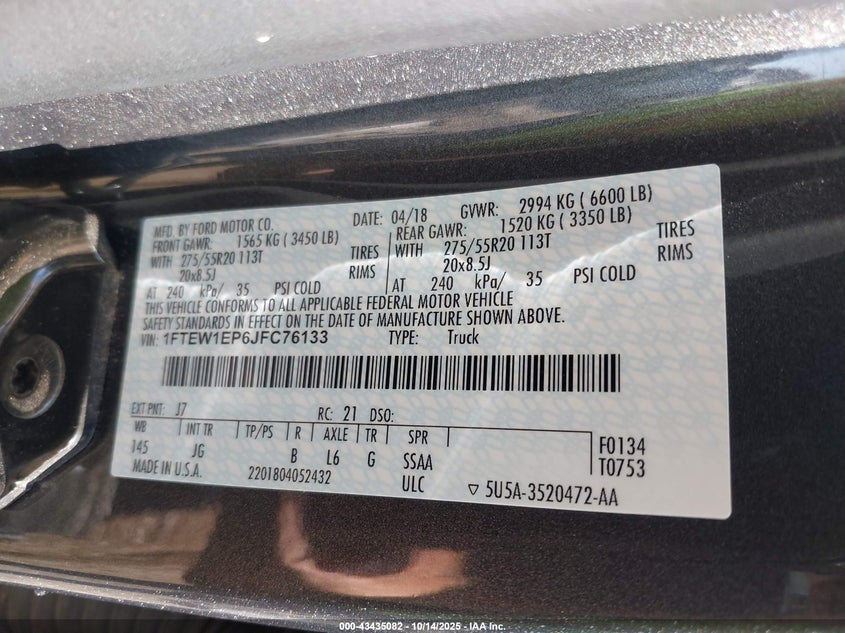 MFD. BY FORD MOTOR CO. DATE: 04/18 GVWR: 2994 KG ( 6600 LB)
FRONT GAWR: 1565 KG ( 3450 LB) REAR GAWR: 1520 KG ( 3350 LB)
WITH 275/55R20 113T TIRES WITH 275/55R20 113T TIRES
20x8.5J RIMS 20x8.5J RIMS
AT 240 kPa/ 35 PSI COLD AT 240 kPa/ 35 PSI COLD
THIS VEHICLE CONFORMS TO ALL APPLICABLE FEDERAL MOTOR VEHICLE
SAFETY STANDARDS IN EFFECT ON THE DATE OF MANUFACTURE SHOWN ABOVE.
VIN: 1FTEW1EP6JFC76133 TYPE: Truck
EXT PNT: J7 RC: 21 DSO:
WB INT TR TP/PS R AXLE TR SPR F0134
145 JG B L6 G SSAA T0753
MADE IN U.S.A. 2201804052432 ULC ▽ 5U5A-3520472-AA
000-43435082 - 10/14/2025 - IAA Inc.